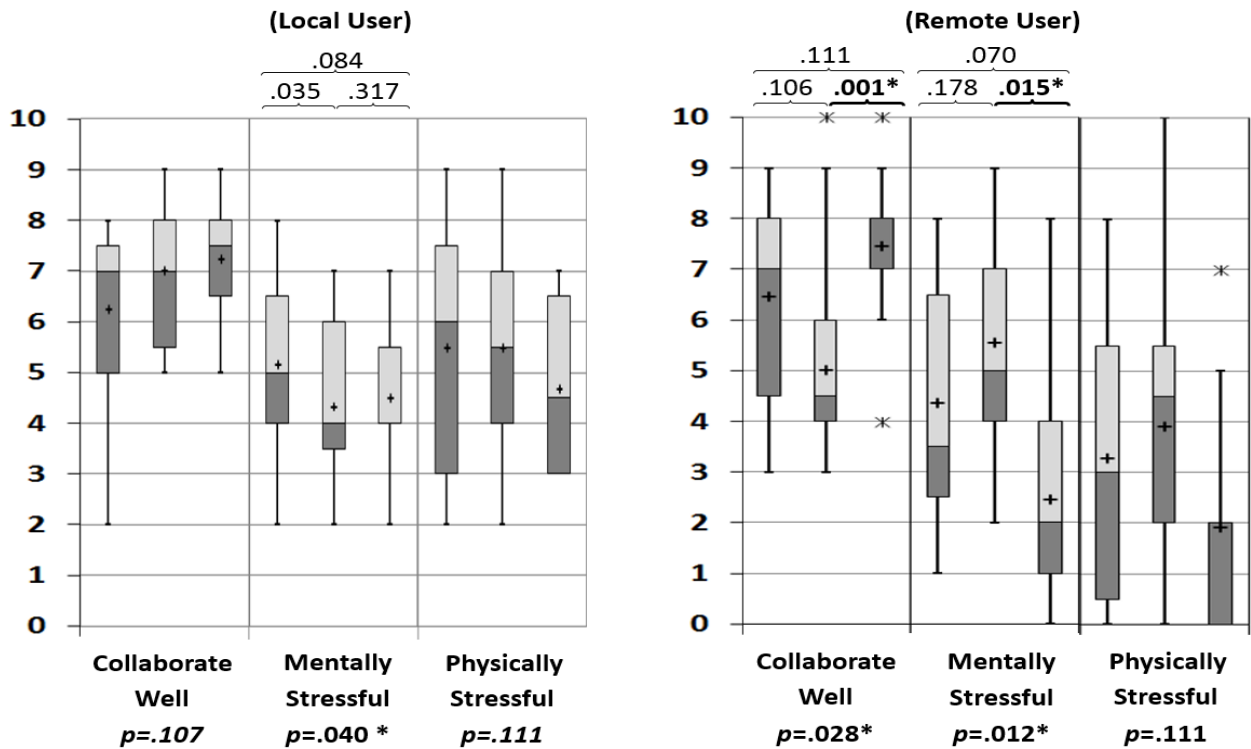 (Local User)
.084
.035 .317
10
9
8
7
6
5
4
3
2
1
0
Collaborate Mentally Physically
Well Stressful Stressful
p=.107 p=.040 * p=.111
(Remote User)
.111 .070
.106 .001* .178 .015*
10
9
8
7
6
5
4
3
2
1
0
Collaborate Mentally Physically
Well Stressful Stressful
p=.028* p=.012* p=.111